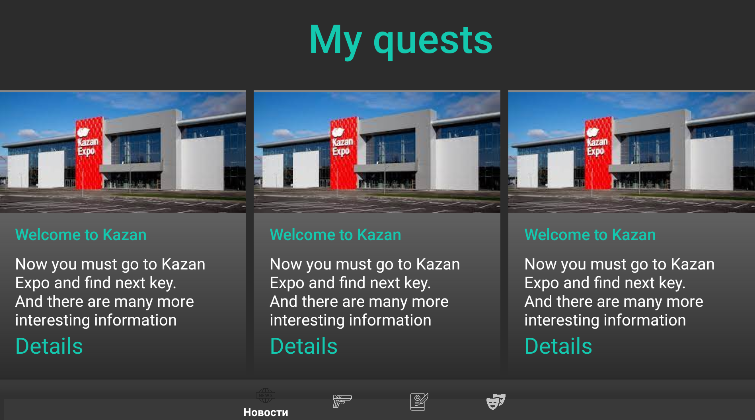 My quests
Kazan
Expo
Welcome to Kazan
Now you must go to Kazan
Expo and find next key.
And there are many more
interesting information
Details
Kazan
Expo
Welcome to Kazan
Now you must go to Kazan
Expo and find next key.
And there are many more
interesting information
Details
Kazan
Expo
Welcome to Kazan
Now you must go to Kazan
Expo and find next key.
And there are many more
interesting information
Details
Новости